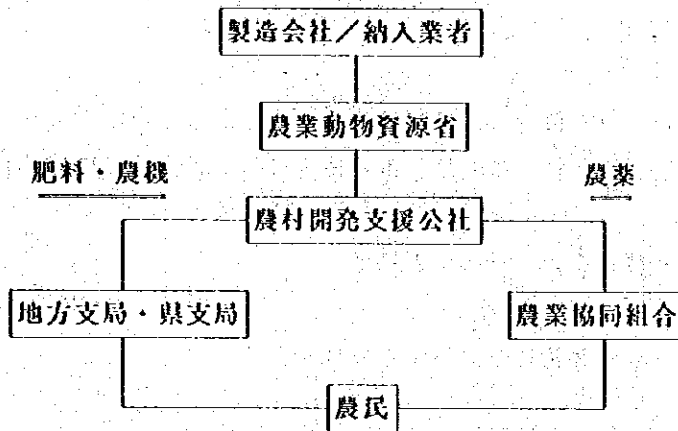 製造会社／納入業者
農業動物資源省
肥料・農機
農薬
農村開発支援公社
地方支局・県支局
農業協同組合
農民